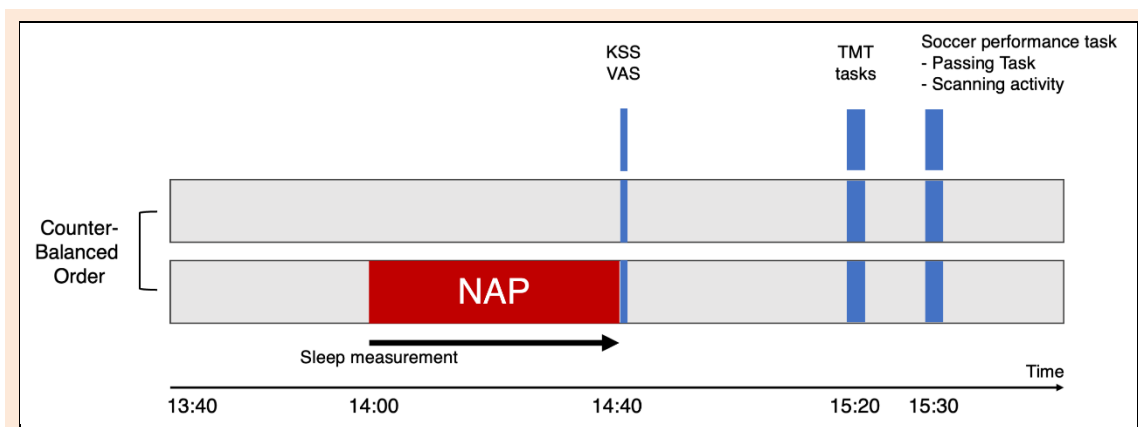 KSS
VAS
TMT
tasks
Soccer performance task
- Passing Task
- Scanning activity
Counter-
Balanced
Order
NAP
Sleep measurement
Time
13:40
14:00
14:40
15:20
15:30